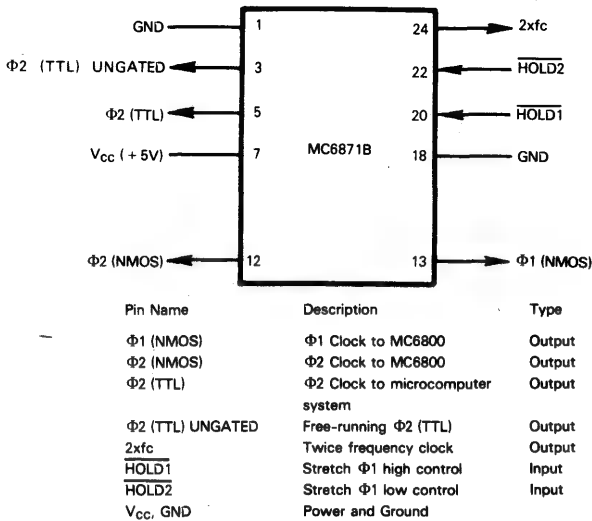 GND 1 24 2xfc
Φ2 (TTL) UNGATED 3 22 HOLD2
Φ2 (TTL) 5 20 HOLD1
VCC (+5V) 7 MC6871B 18 GND
Φ2 (NMOS) 12 13 Φ1 (NMOS)
Pin Name Description Type
Φ1 (NMOS) Φ1 Clock to MC6800 Output
Φ2 (NMOS) Φ2 Clock to MC6800 Output
Φ2 (TTL) Φ2 Clock to microcomputer Output
system
Φ2 (TTL) UNGATED Free-running Φ2 (TTL) Output
2xfc Twice frequency clock Output
HOLD1 Stretch Φ1 high control Input
HOLD2 Stretch Φ1 low control Input
VCC, GND Power and Ground